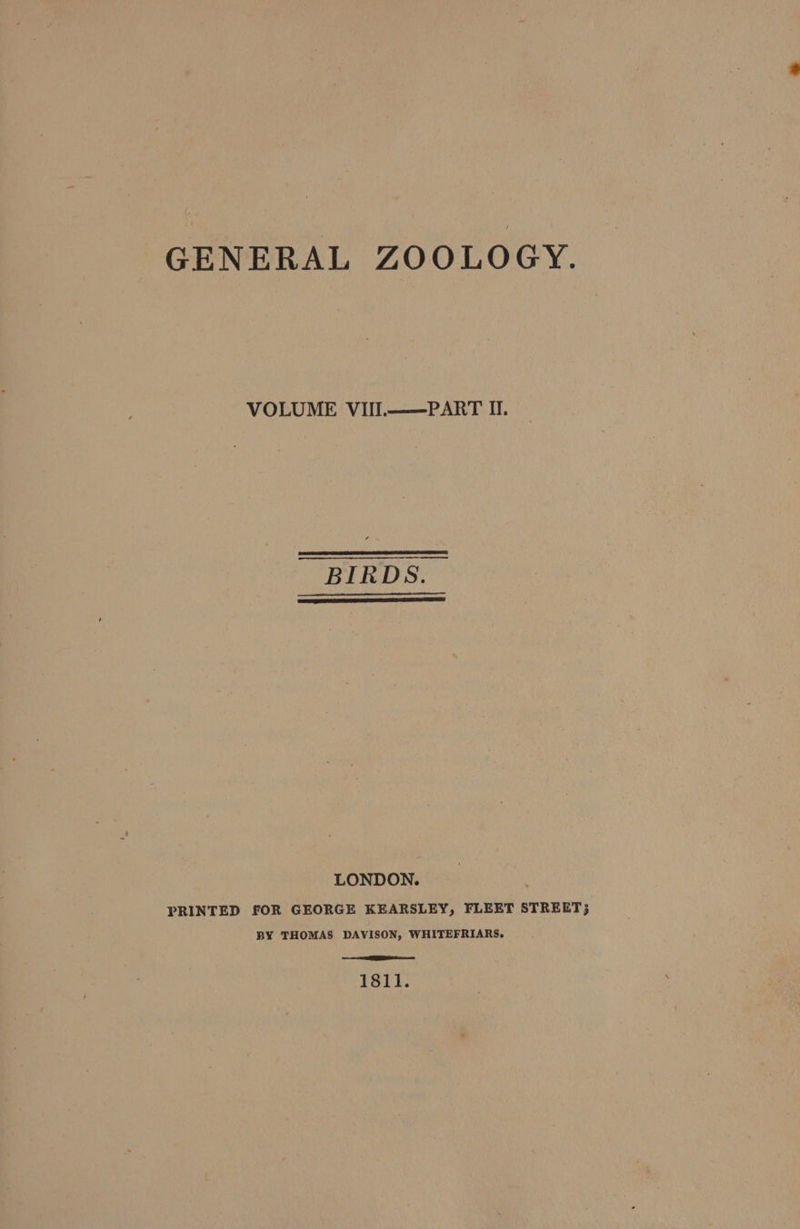 GENERAL ZOOLOGY.
VOLUME VIII.——PART II.
BIRDS.
LONDON.
PRINTED FOR GEORGE KEARSLEY, FLEET STREET;
BY THOMAS DAVISON, WHITEFRIARS.
1811.